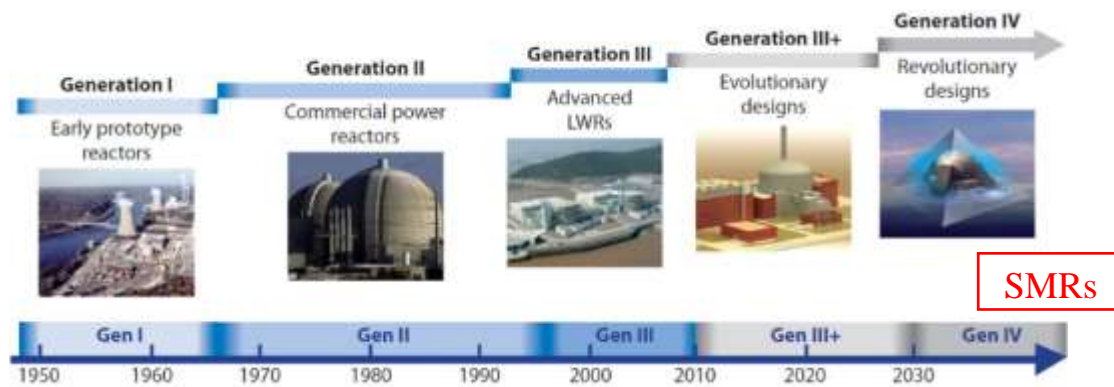 Generation I
Early prototype
reactors
Generation II
Commercial power
reactors
Generation III
Advanced
LWRs
Generation III+
Evolutionary
designs
Generation IV
Revolutionary
designs
SMRs
Gen I
Gen II
Gen III
Gen III+
Gen IV
1950
1960
1970
1980
1990
2000
2010
2020
2030